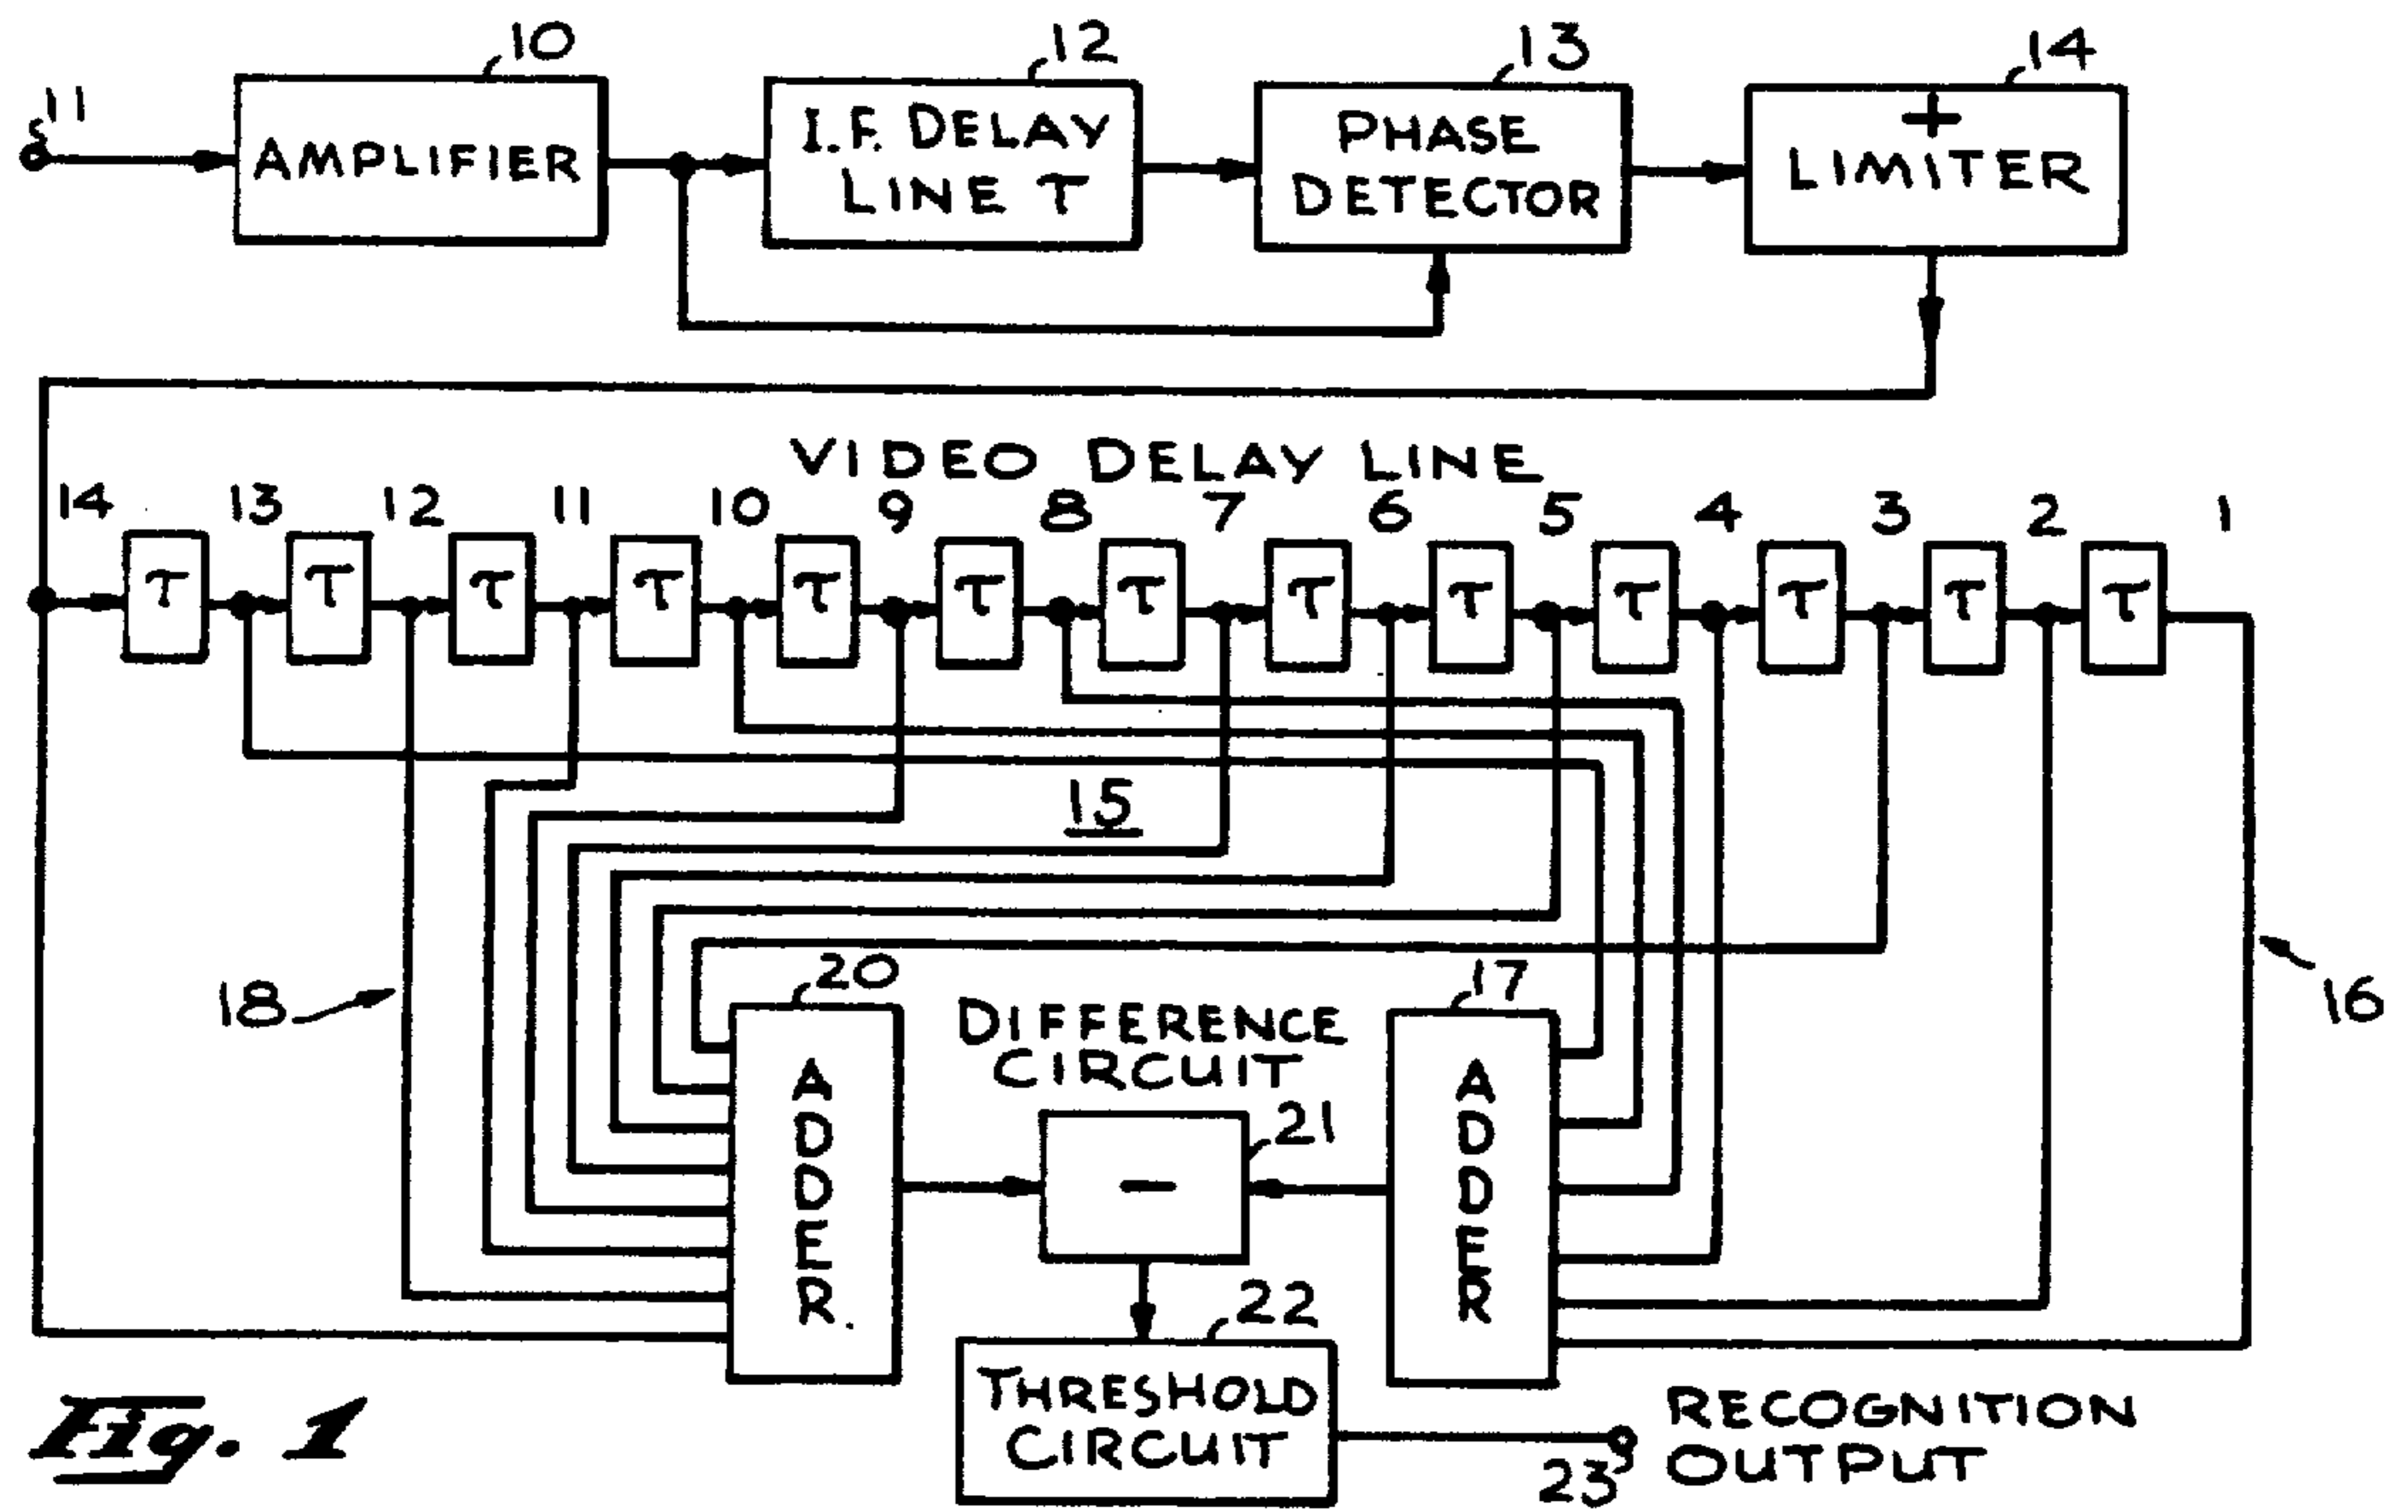 10 12 13 14
11
AMPLIFIER
I.F. DELAY
LINE τ
PHASE
DETECTOR
+
LIMITER
VIDEO DELAY LINE
14 13 12 11 10 9 8 7 6 5 4 3 2 1
τ τ τ τ τ τ τ τ τ τ τ τ τ
15
18
20
17
16
DIFFERENCE
CIRCUIT
ADDER.
21
−
ADDER
22
THRESHOLD
CIRCUIT
23
RECOGNITION
OUTPUT
Fig. 1